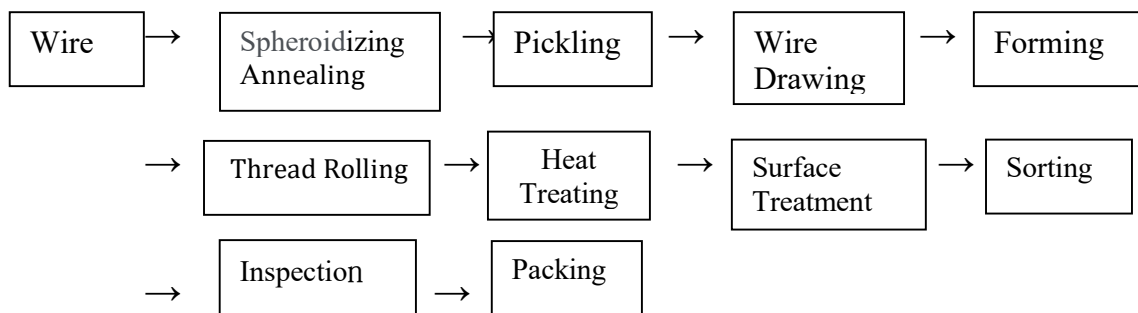 Wire → Spheroidizing Annealing → Pickling → Wire Drawing → Forming
→ Thread Rolling → Heat Treating → Surface Treatment → Sorting
→ Inspection → Packing